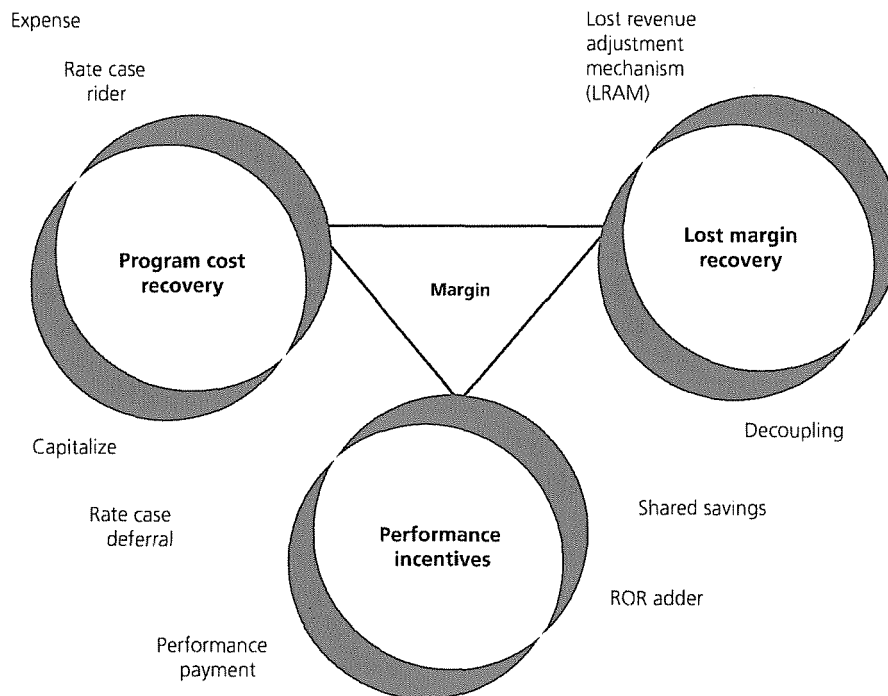 Expense
Rate case
rider
Lost revenue
adjustment
mechanism
(LRAM)
Program cost
recovery
Margin
Lost margin
recovery
Capitalize
Rate case
deferral
Decoupling
Performance
incentives
Shared savings
ROR adder
Performance
payment